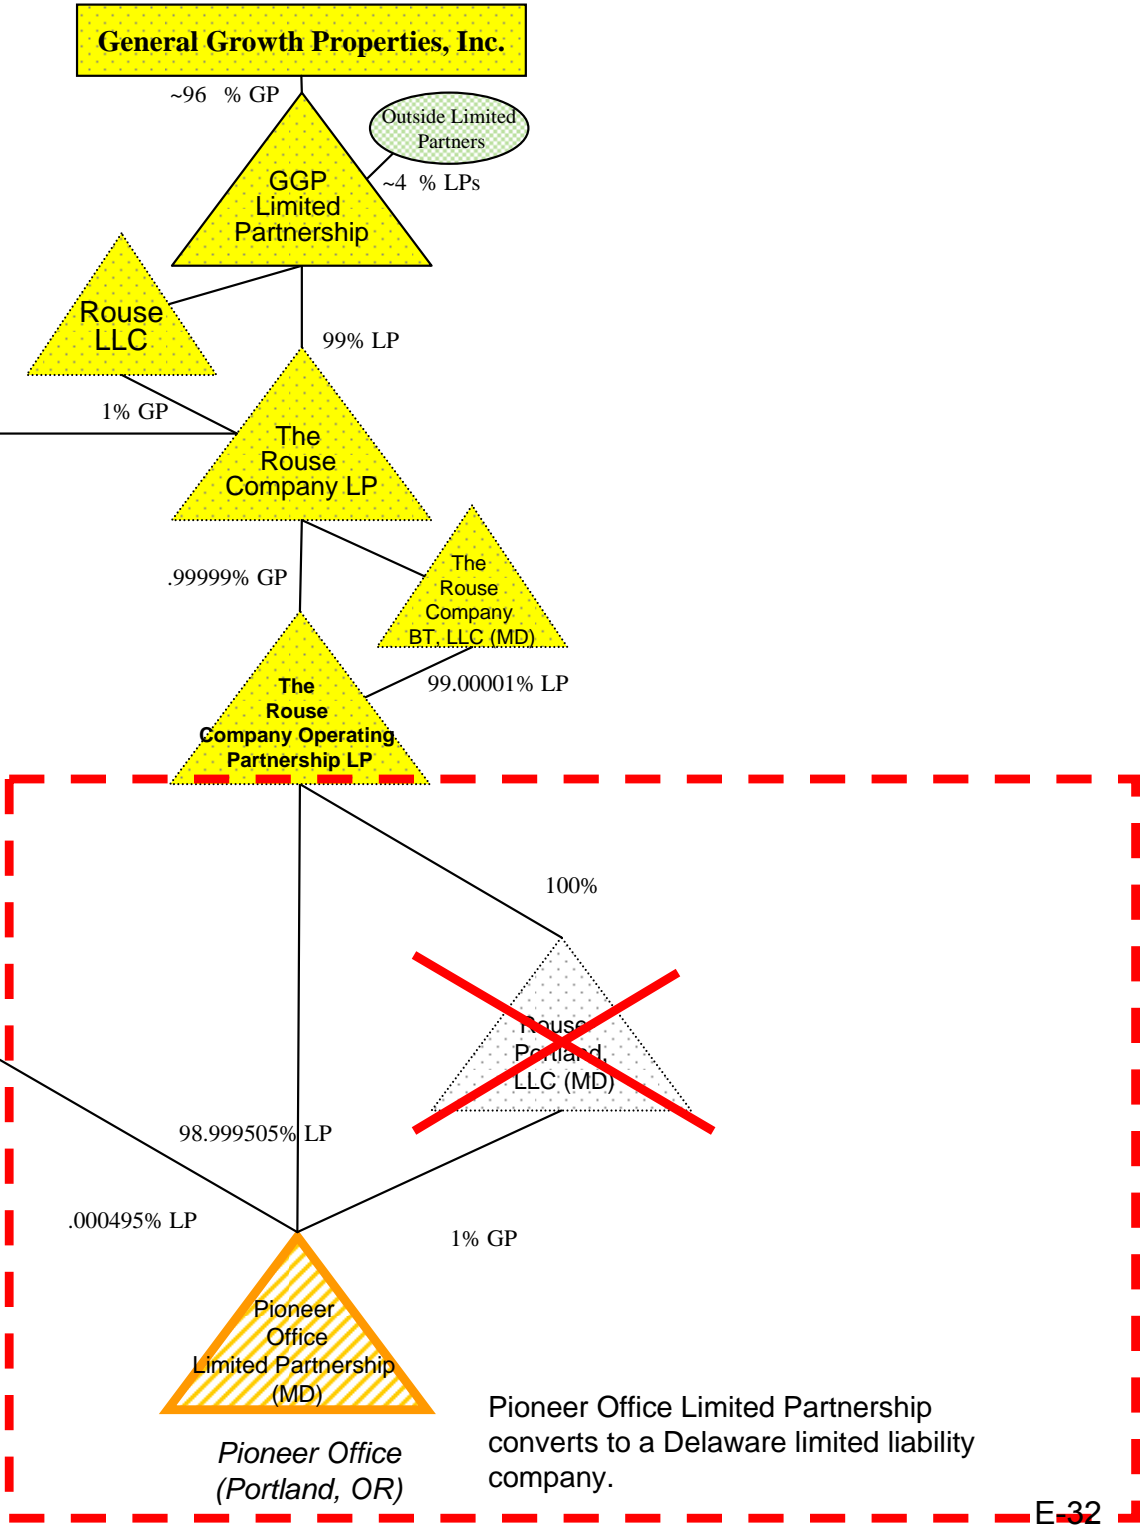 General Growth Properties, Inc.
~96 % GP
Outside Limited
Partners
~4 % LPs
GGP
Limited
Partnership
Rouse
LLC
99% LP
1% GP
The
Rouse
Company LP
.99999% GP
The
Rouse
Company
BT, LLC (MD)
99.00001% LP
The
Rouse
Company Operating
Partnership LP
100%
Rouse
Portland,
LLC (MD)
98.999505% LP
.000495% LP
1% GP
Pioneer
Office
Limited Partnership
(MD)
Pioneer Office
(Portland, OR)
Pioneer Office Limited Partnership
converts to a Delaware limited liability
company.
E-32